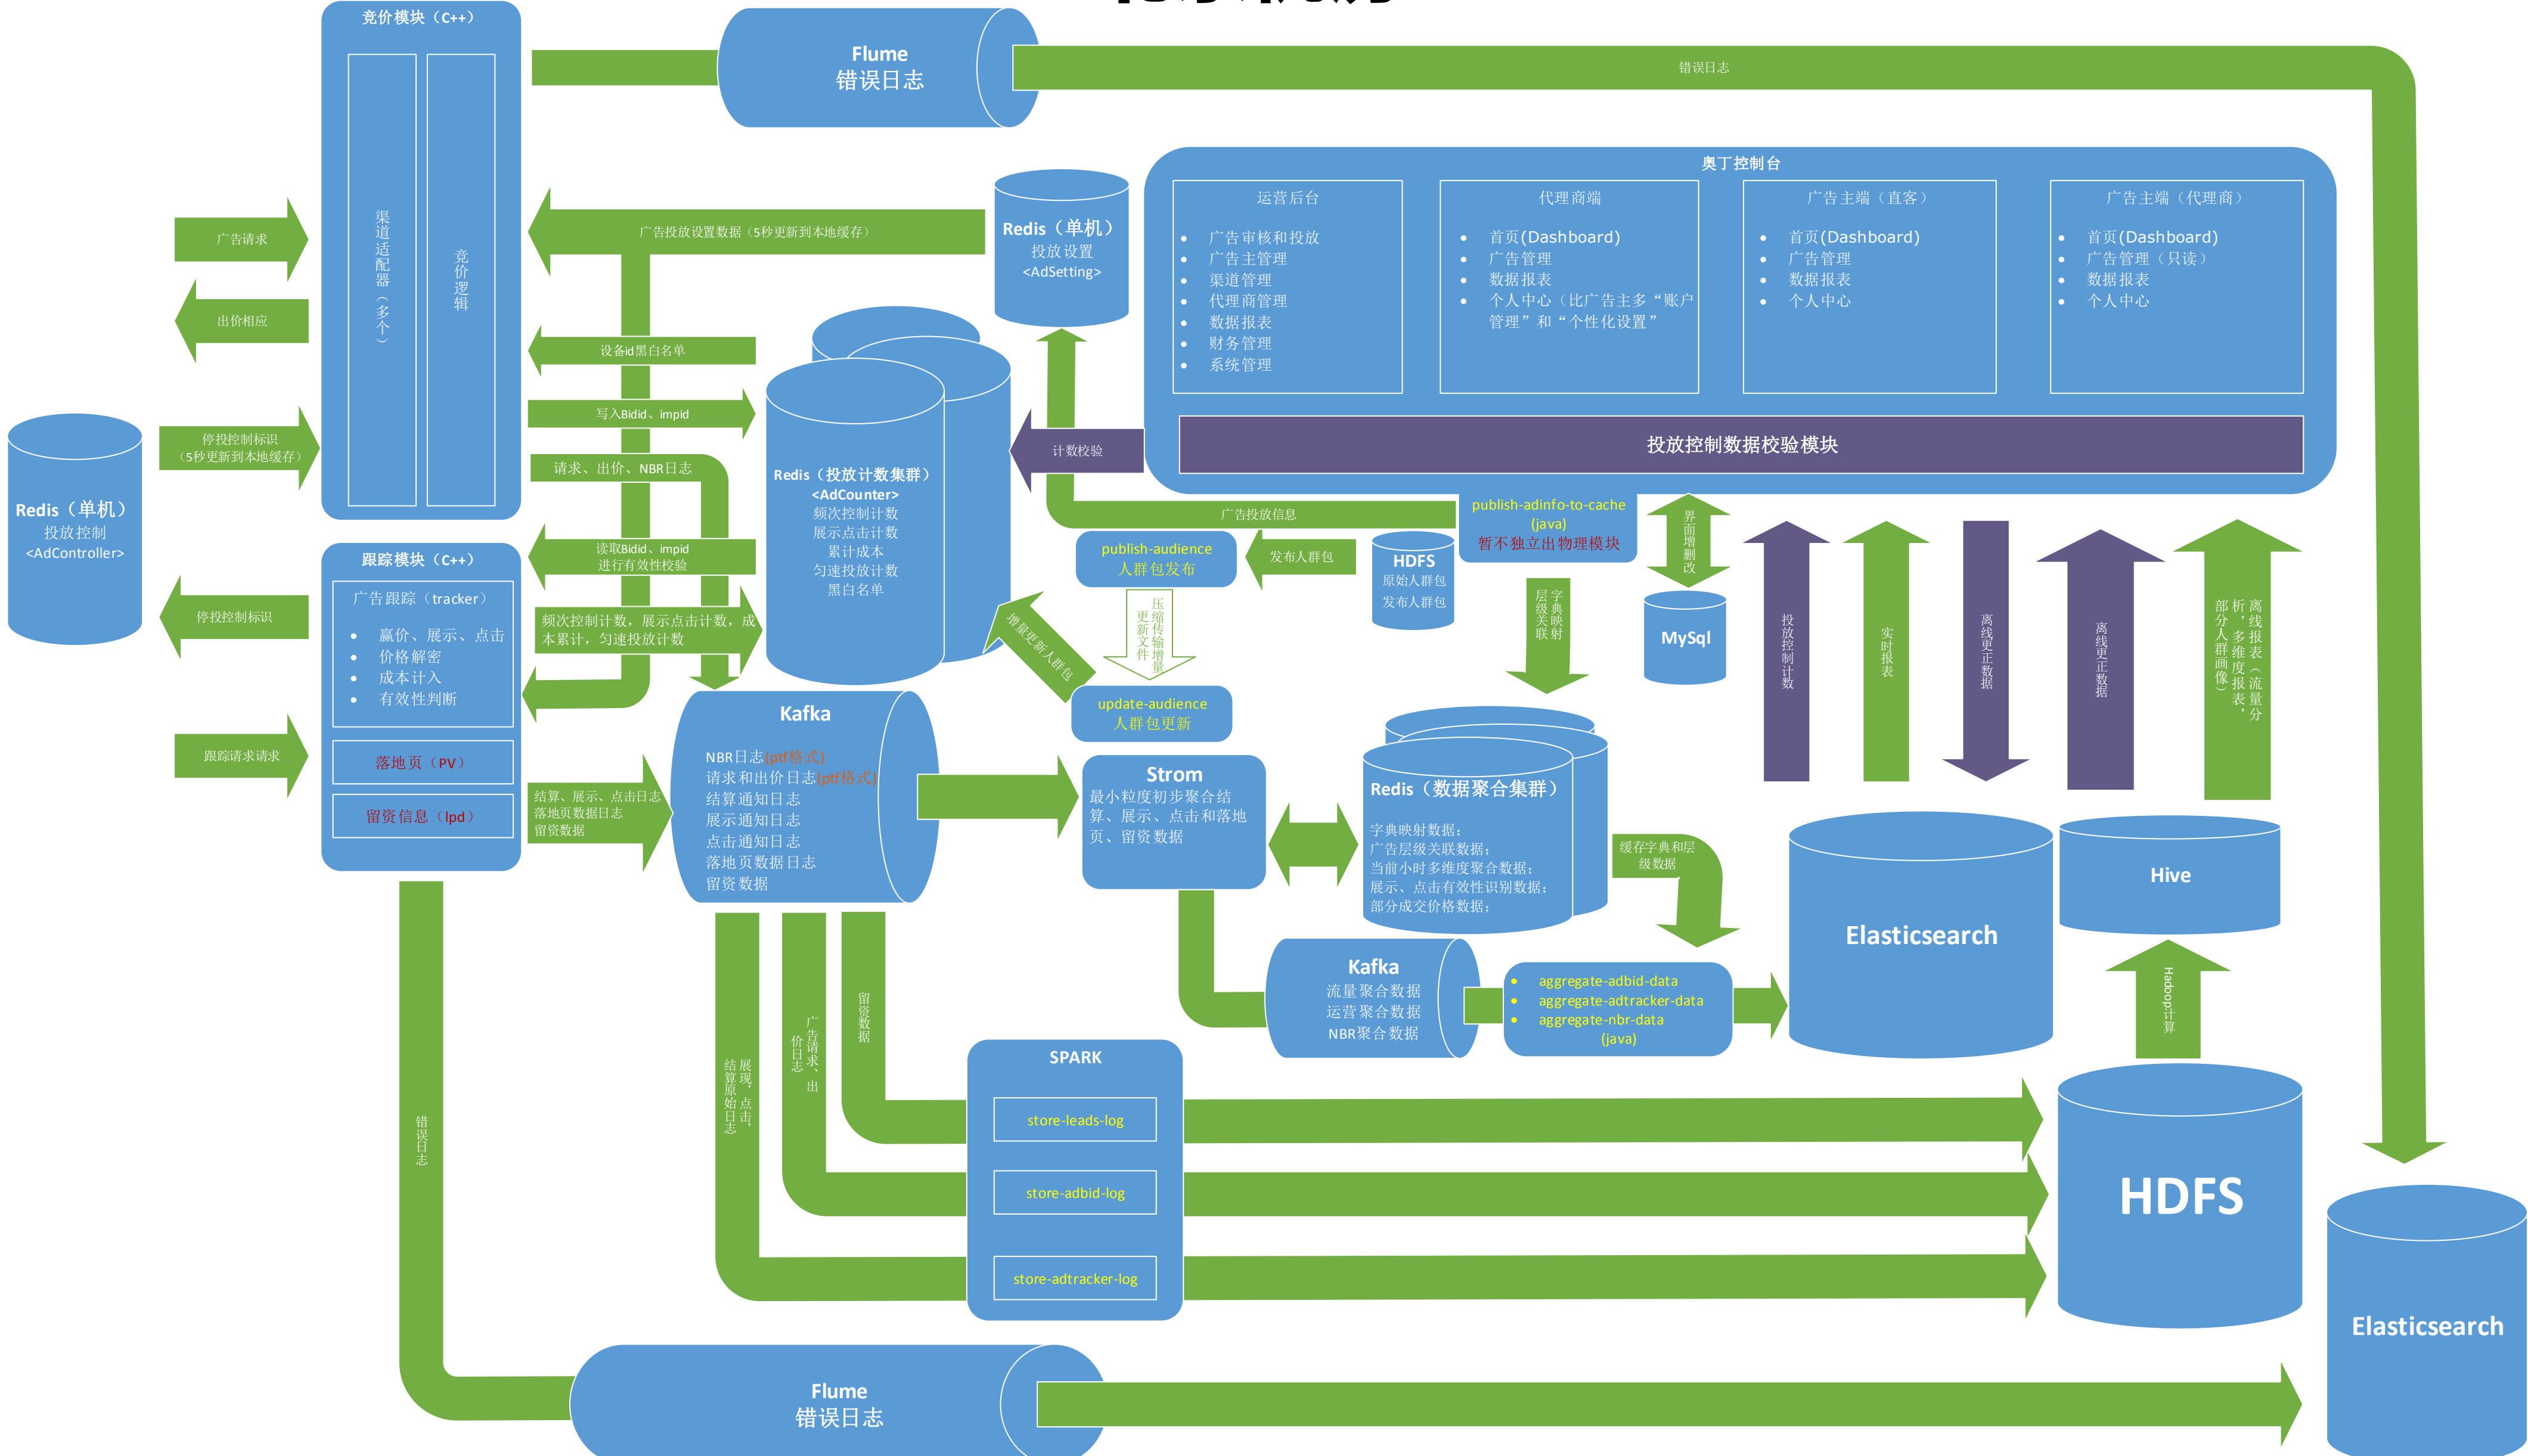 竞价模块（C++）
渠道适配器（多个）
竞价逻辑
Flume
错误日志
错误日志
广告请求
出价相应
停投控制标识
（5秒更新到本地缓存）
Redis（单机）
投放控制
<AdController>
停投控制标识
跟踪请求请求
跟踪模块（C++）
广告跟踪（tracker）
• 赢价、展示、点击
• 价格解密
• 成本计入
• 有效性判断
落地页（PV）
留资信息（lpd）
广告投放设置数据（5秒更新到本地缓存）
设备id黑白名单
写入Bidid、impid
请求、出价、NBR日志
读取Bidid、impid
进行有效性校验
频次控制计数，展示点击计数，成
本累计，匀速投放计数
结算、展示、点击日志
落地页数据日志
留资数据
Redis（单机）
投放设置
<AdSetting>
Redis（投放计数集群）
<AdCounter>
频次控制计数
展示点击计数
累计成本
匀速投放计数
黑白名单
计数校验
奥丁控制台
运营后台
• 广告审核和投放
• 广告主管理
• 渠道管理
• 代理商管理
• 数据报表
• 财务管理
• 系统管理
代理商端
• 首页(Dashboard)
• 广告管理
• 数据报表
• 个人中心（比广告主多“账户
管理”和“个性化设置”
广告主端（直客）
• 首页(Dashboard)
• 广告管理
• 数据报表
• 个人中心
广告主端（代理商）
• 首页(Dashboard)
• 广告管理（只读）
• 数据报表
• 个人中心
投放控制数据校验模块
广告投放信息
publish-adinfo-to-cache
(java)
暂不独立出物理模块
publish-audience
人群包发布
发布人群包
HDFS
原始人群包
发布人群包
压缩传输增量
更新文件
增量更新人群包
update-audience
人群包更新
字典映射
层级关联
界面增删改
MySql
投放控制计数
实时报表
离线更正数据
离线更正数据
离线报表（流量分
析，多维度报表，
部分人群画像）
Kafka
NBR日志(ptf格式)
请求和出价日志(ptf格式)
结算通知日志
展示通知日志
点击通知日志
落地页数据日志
留资数据
Strom
最小粒度初步聚合结
算、展示、点击和落地
页、留资数据
Redis（数据聚合集群）
字典映射数据；
广告层级关联数据；
当前小时多维度聚合数据；
展示、点击有效性识别数据；
部分成交价格数据；
缓存字典和层
级数据
Elasticsearch
Hive
Hadoop计算
Kafka
流量聚合数据
运营聚合数据
NBR聚合数据
• aggregate-adbid-data
• aggregate-adtracker-data
• aggregate-nbr-data
(java)
留资数据
广告请求、出
价日志
展现，点击，
结算原始日志
SPARK
store-leads-log
store-adbid-log
store-adtracker-log
HDFS
Elasticsearch
错误日志
Flume
错误日志